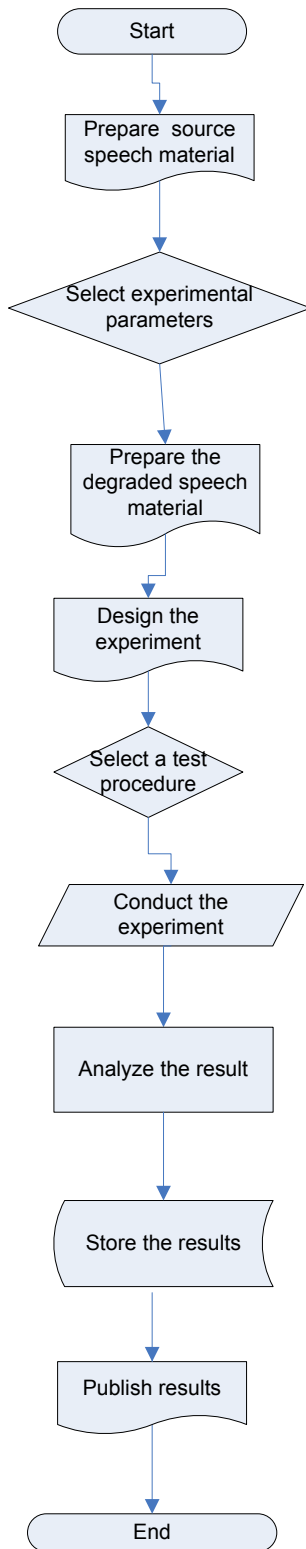 Start
Prepare source
speech material
Select experimental
parameters
Prepare the
degraded speech
material
Design the
experiment
Select a test
procedure
Conduct the
experiment
Analyze the result
Store the results
Publish results
End